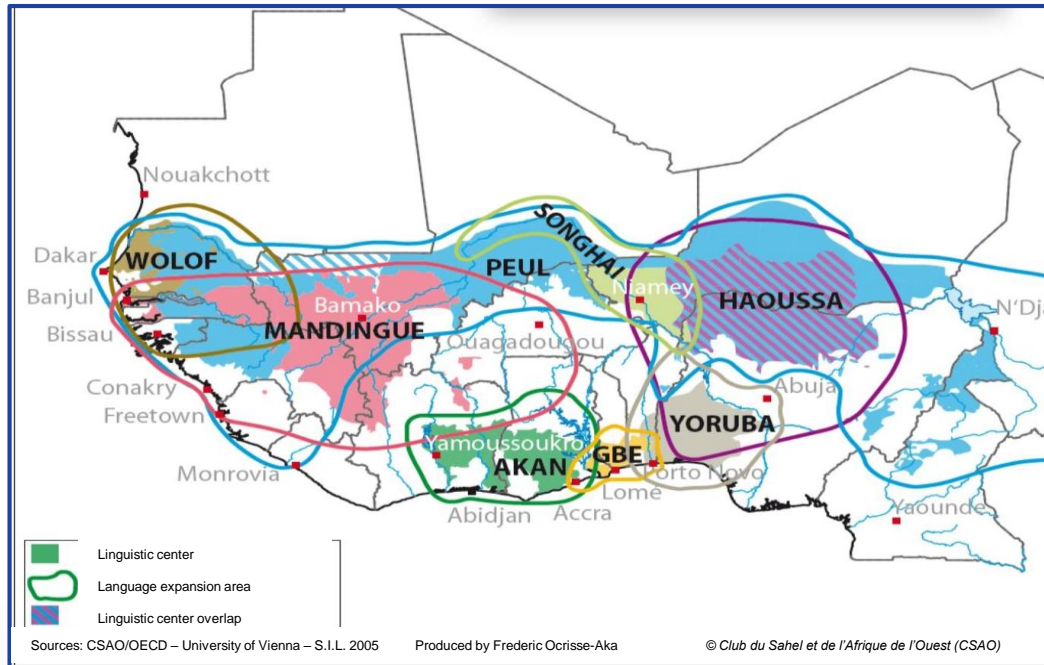 Nouakchott
Dakar
WOLOF
Banjul
Bissau
Bamako
MANDINGUE
PEUL
SONGHAI
Niamey
HAOUSSA
N'Dj
Ouagadougou
Conakry
Freetown
Monrovia
Yamoussoukro
AKAN
GBE
YORUBA
Abuja
Porto Novo
Lome
Abidjan
Accra
Yaounde
Linguistic center
Language expansion area
Linguistic center overlap
Sources: CSAO/OECD – University of Vienna – S.I.L. 2005 Produced by Frederic Ocrisse-Aka © Club du Sahel et de l'Afrique de l'Ouest (CSAO)